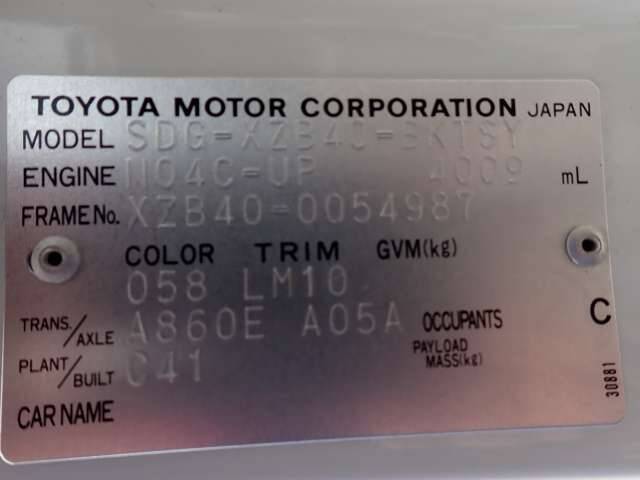 TOYOTA MOTOR CORPORATION JAPAN
MODEL SDG-XZB40-BKTSY
ENGINE N04C-UP 4009 mL
FRAME No. XZB40-0054987
COLOR TRIM GVM(kg)
058 LM10
TRANS./AXLE A860E A05A OCCUPANTS C
PAYLOAD MASS(kg)
PLANT/BUILT C41
CAR NAME
30881